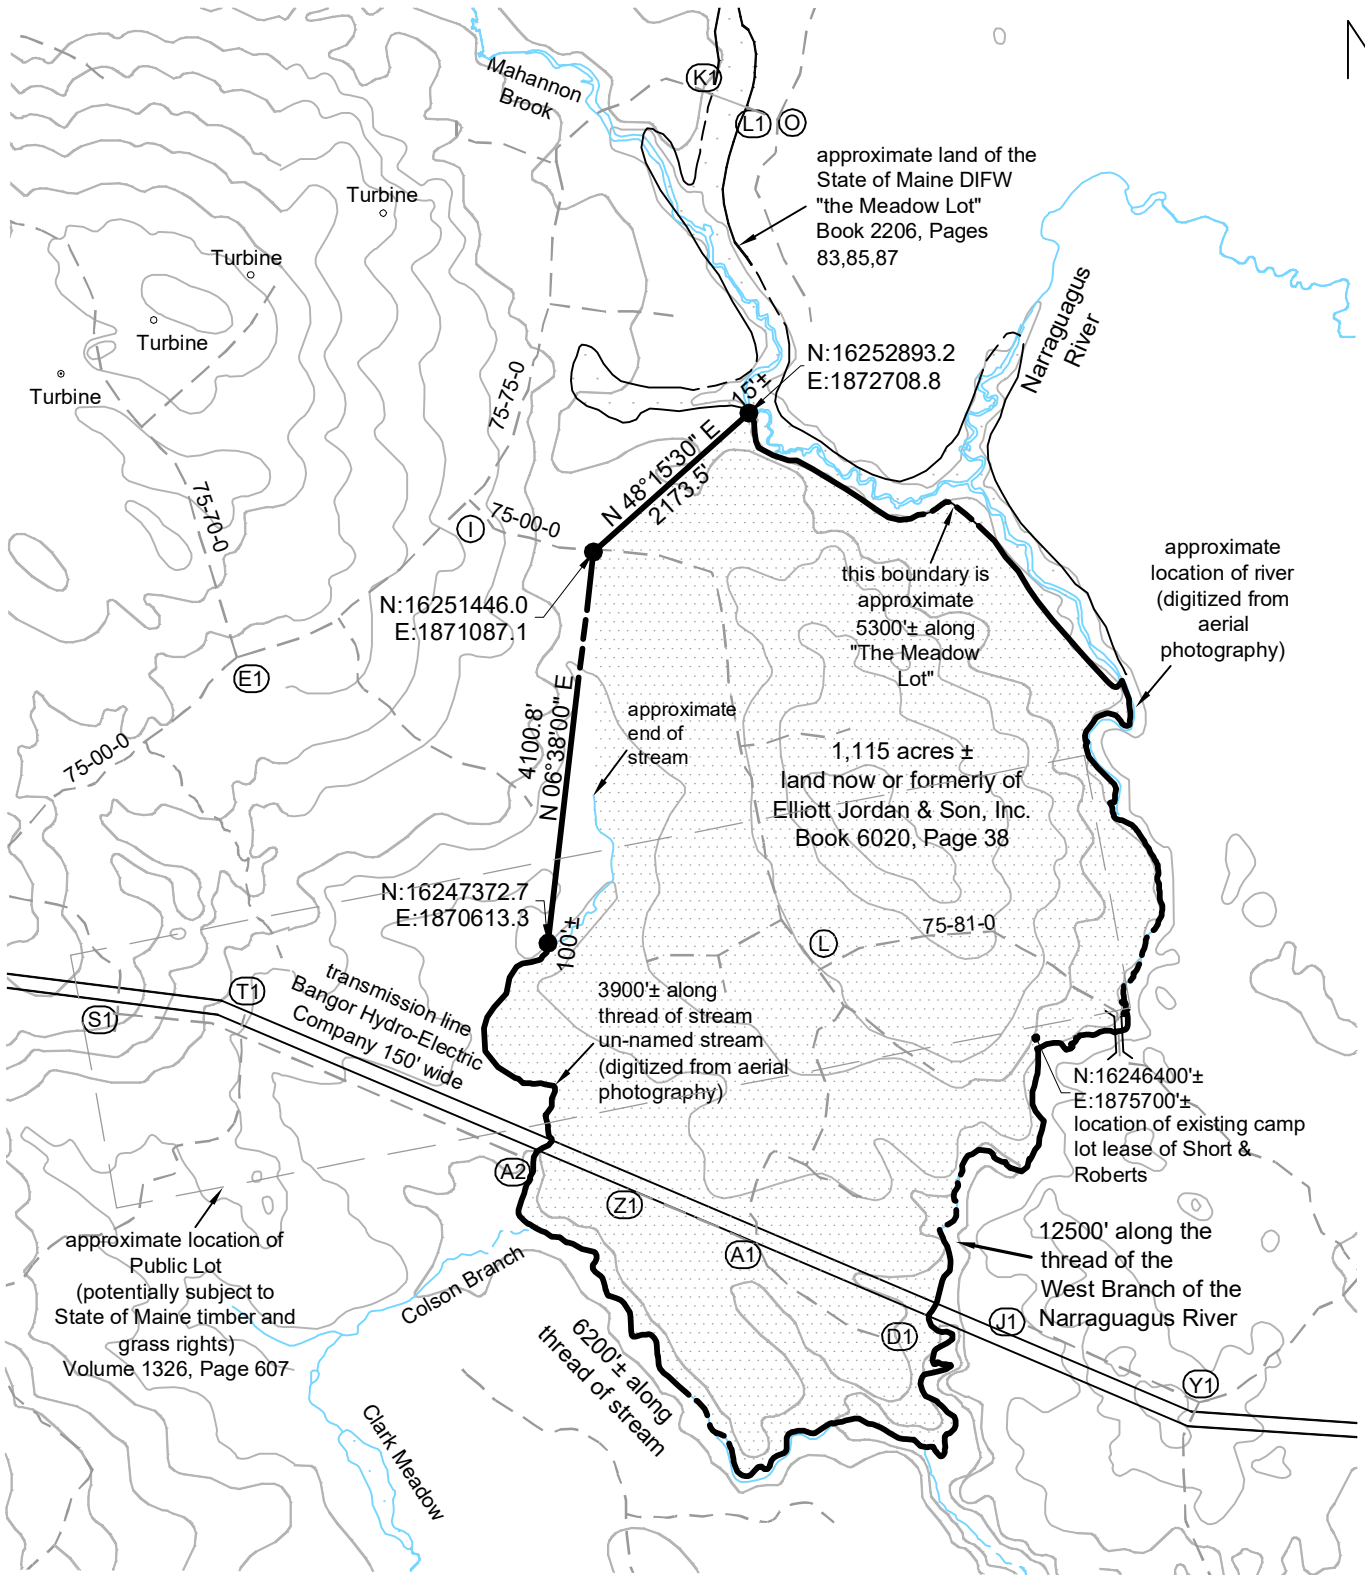 Mahannon
Brook
K1
L1
O
approximate land of the
State of Maine DIFW
"the Meadow Lot"
Book 2206, Pages
83,85,87
Turbine
Turbine
Turbine
Turbine
Narraguagus
River
N:16252893.2
E:1872708.8
15'±
75-75-0
N 48°15'30" E
2173.5'
75-70-0
I
75-00-0
N:16251446.0
E:1871087.1
this boundary is
approximate
5300'± along
"The Meadow
Lot"
approximate
location of river
(digitized from
aerial
photography)
E1
75-00-0
4100.8'
N 06°38'00" E
approximate
end of
stream
1,115 acres ±
land now or formerly of
Elliott Jordan & Son, Inc.
Book 6020, Page 38
N:16247372.7
E:1870613.3
100'±
75-81-0
L
T1
S1
transmission line
Bangor Hydro-Electric
Company 150' wide
3900'± along
thread of stream
un-named stream
(digitized from aerial
photography)
N:16246400'±
E:1875700'±
location of existing camp
lot lease of Short &
Roberts
A2
Z1
A1
approximate location of
Public Lot
(potentially subject to
State of Maine timber and
grass rights)
Volume 1326, Page 607
Colson Branch
12500' along the
thread of the
West Branch of the
Narraguagus River
D1
J1
Y1
6200'± along
thread of stream
Clark Meadow